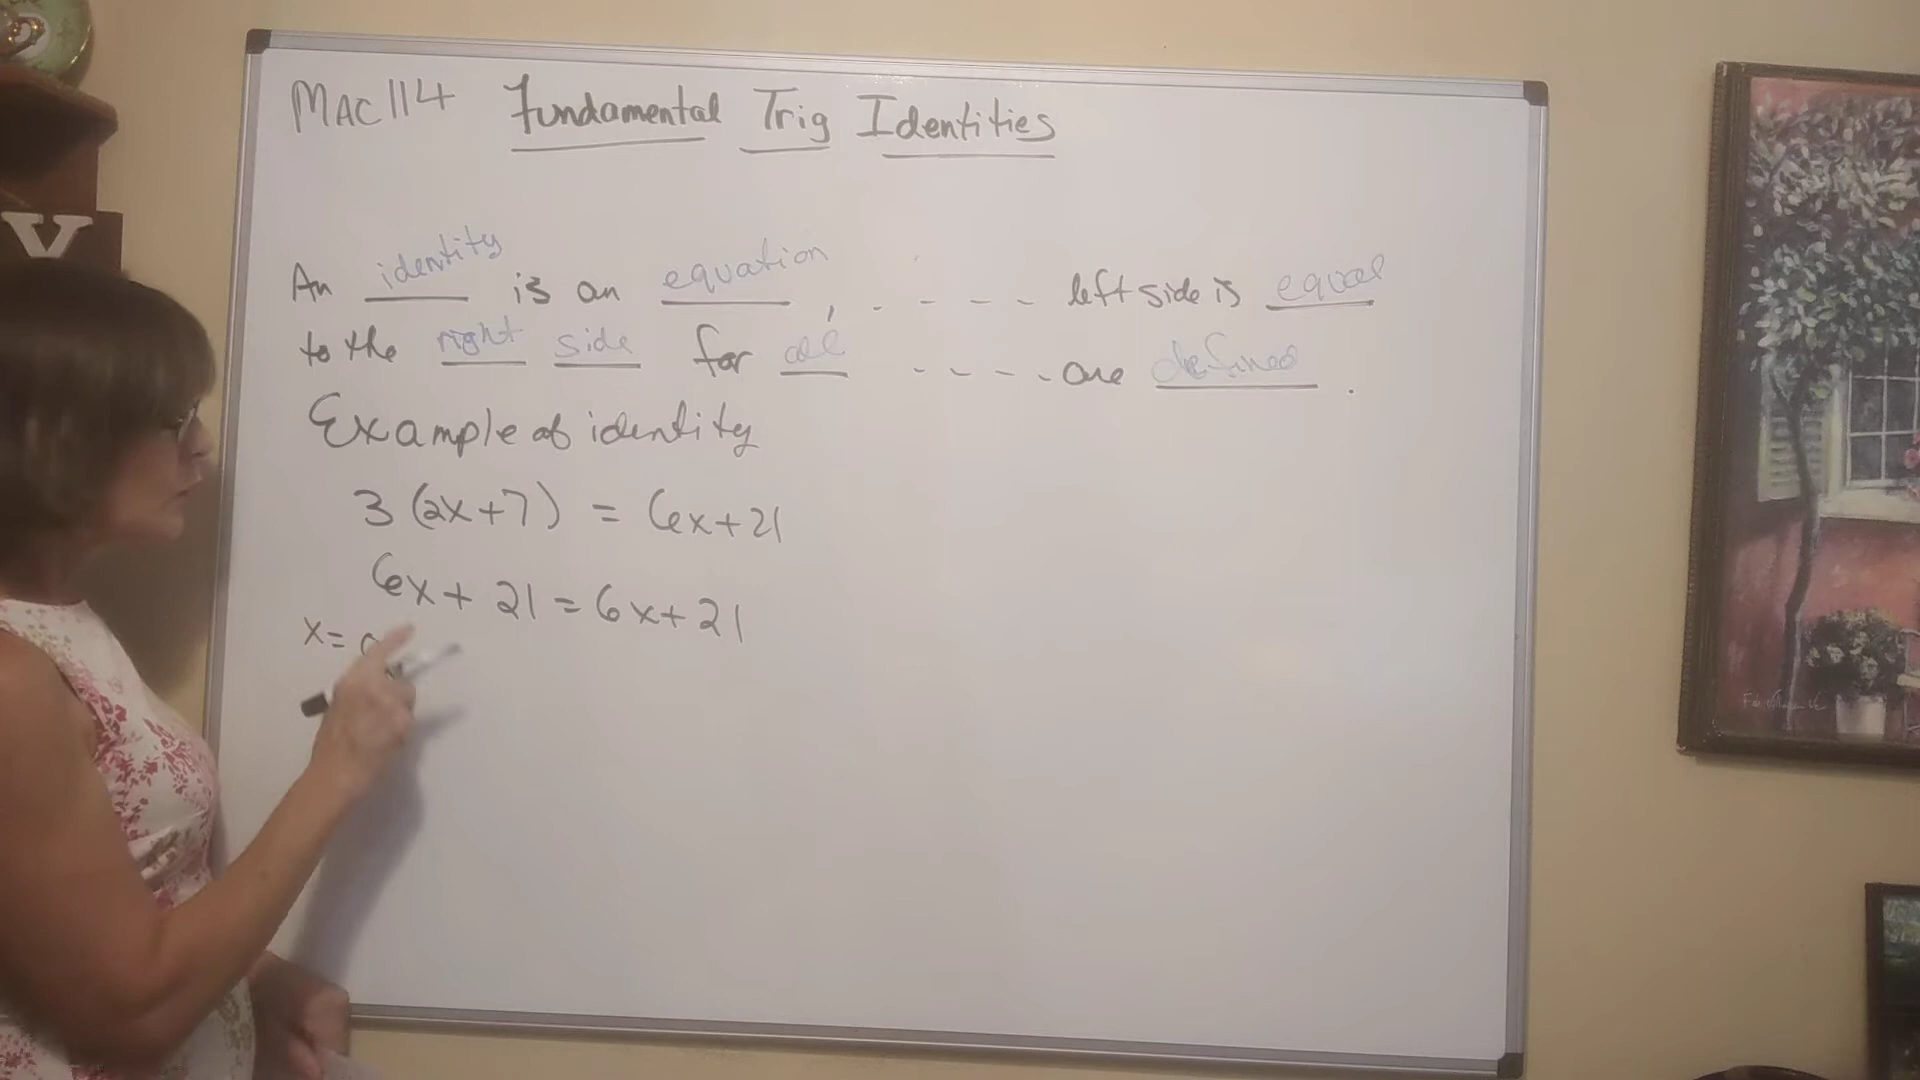 MAC 114 Fundamental Trig Identities
An identity is an equation, - - - - left side is equal
to the right side for all - - - - are defined.
Example of identity
3(2x+7) = 6x+21
6x+21=6x+21
x=
V